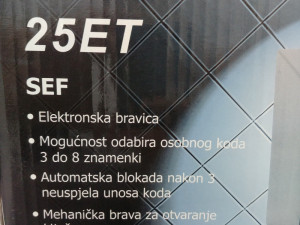 25ET
SEF
• Elektronska bravica
• Mogućnost odabira osobnog koda
3 do 8 znamenki
• Automatska blokada nakon 3
neuspjela unosa koda
• Mehanička brava za otvaranje